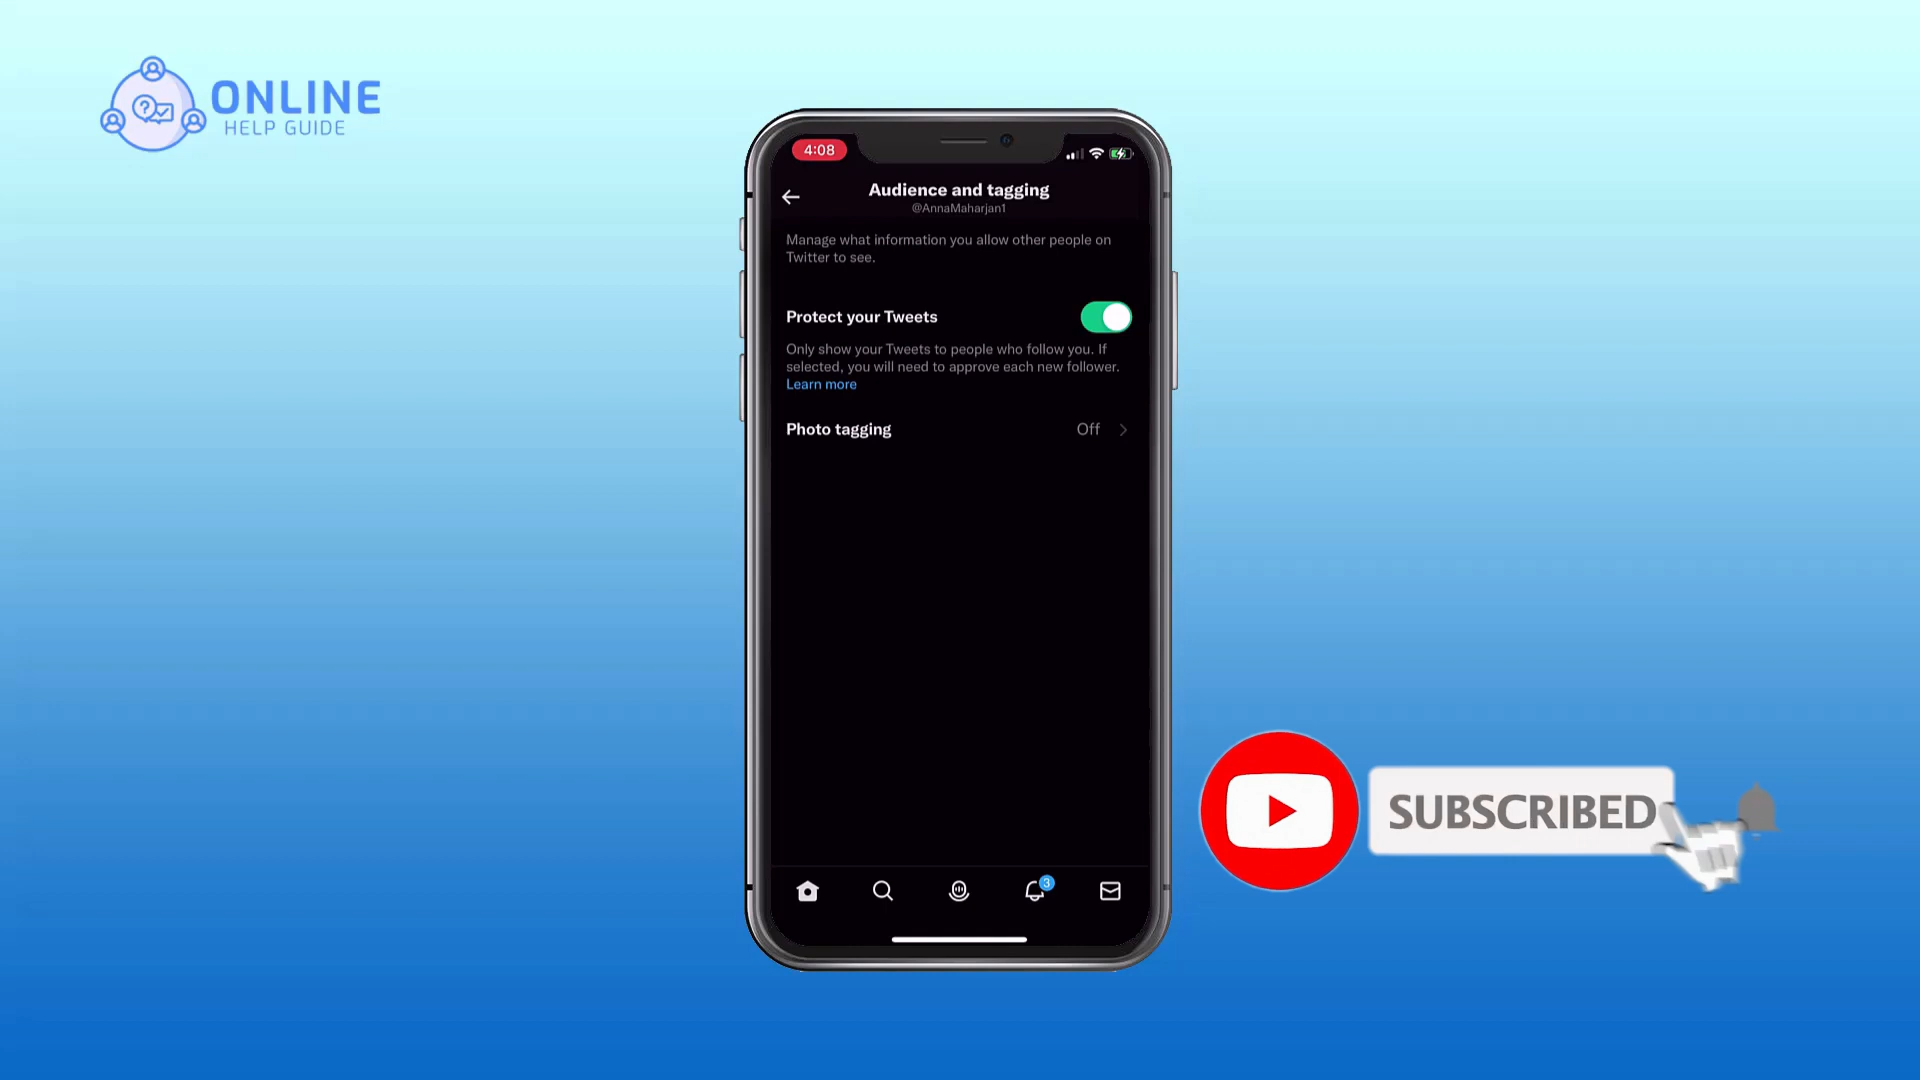 ONLINE
HELP GUIDE
4:08
Audience and tagging
@AnnaMaharjan1
Manage what information you allow other people on
Twitter to see.
Protect your Tweets
Only show your Tweets to people who follow you. If
selected, you will need to approve each new follower.
Learn more
Photo tagging Off
SUBSCRIBED
3